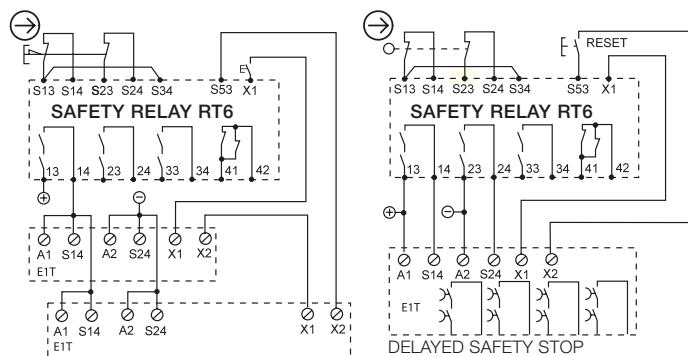 S13 S14 S23 S24 S34 S53 X1
SAFETY RELAY RT6
13 14 23 24 33 34 41 42
+ −
A1 S14 A2 S24 X1 X2
E1T
A1 S14 A2 S24 X1 X2
E1T
RESET
S13 S14 S23 S24 S34 S53 X1
SAFETY RELAY RT6
13 14 23 24 33 34 41 42
+ −
A1 S14 A2 S24 X1 X2
E1T
DELAYED SAFETY STOP